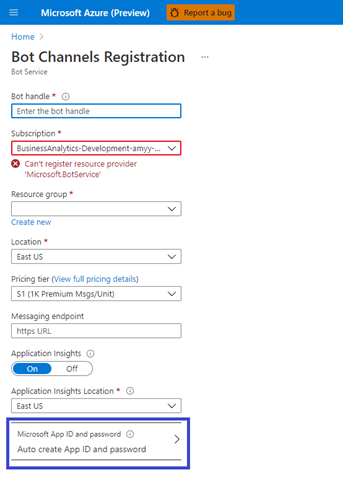 Microsoft Azure (Preview) Report a bug
Home
Bot Channels Registration ...
Bot Service
Bot handle *
Enter the bot handle
Subscription *
BusinessAnalytics-Development-amyy-...
Can't register resource provider
'Microsoft.BotService'
Resource group *
Create new
Location *
East US
Pricing tier (View full pricing details)
S1 (1K Premium Msgs/Unit)
Messaging endpoint
https URL
Application Insights
On Off
Application Insights Location *
East US
Microsoft App ID and password
Auto create App ID and password